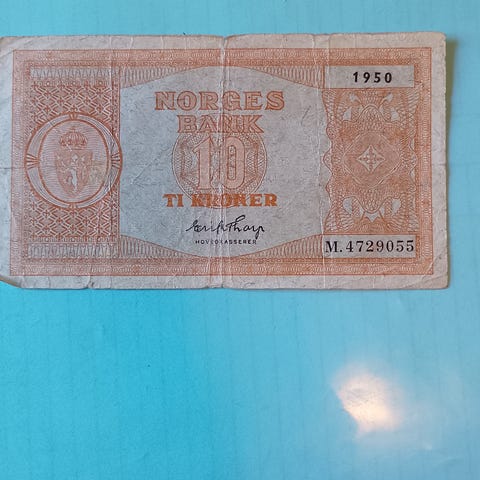 1950
NORGES
BANK
10
TI KRONER
HOVEDKASSERER
M.4729055